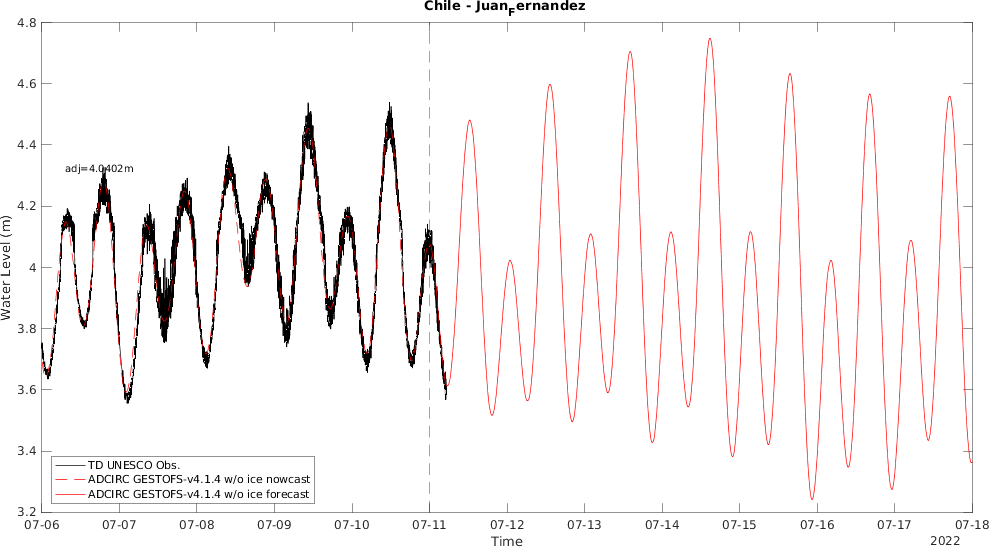 Chile - JuanFernandez
4.8
4.6
4.4
4.2
4
3.8
3.6
3.4
3.2
Water Level (m)
adj=4.0402m
TD UNESCO Obs.
ADCIRC GESTOFS-v4.1.4 w/o ice nowcast
ADCIRC GESTOFS-v4.1.4 w/o ice forecast
07-06 07-07 07-08 07-09 07-10 07-11 07-12 07-13 07-14 07-15 07-16 07-17 07-18
Time
2022